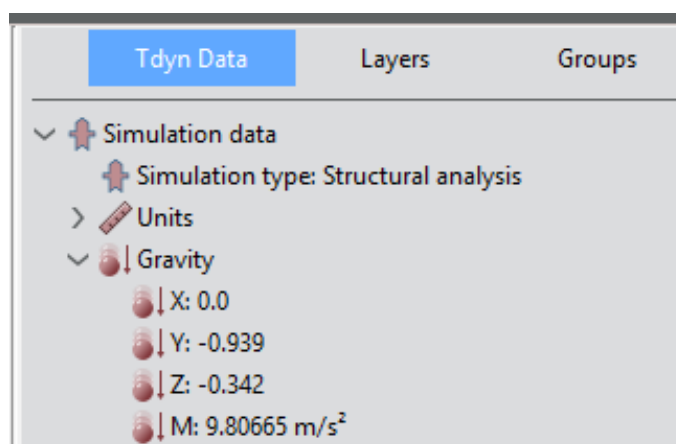 Tdyn Data Layers Groups
Simulation data
Simulation type: Structural analysis
Units
Gravity
X: 0.0
Y: -0.939
Z: -0.342
M: 9.80665 m/s²